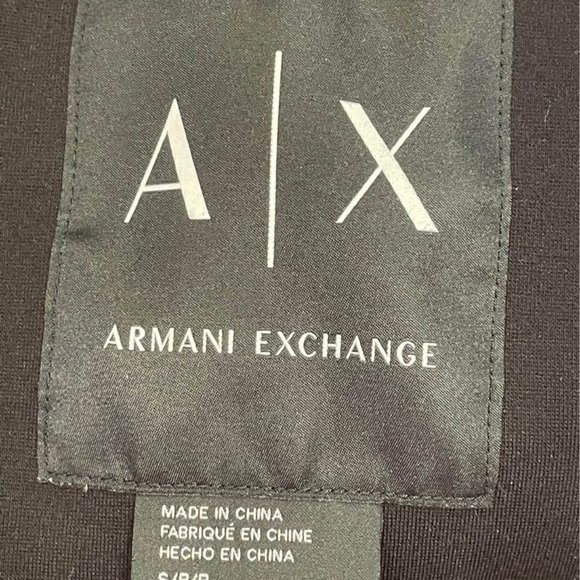 A|X
ARMANI EXCHANGE
MADE IN CHINA
FABRIQUÉ EN CHINE
HECHO EN CHINA